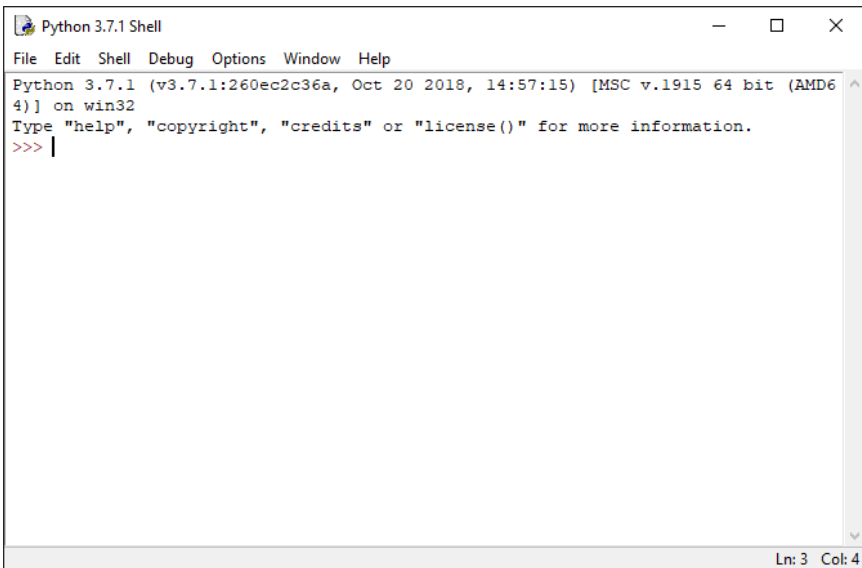 Python 3.7.1 Shell
File Edit Shell Debug Options Window Help
Python 3.7.1 (v3.7.1:260ec2c36a, Oct 20 2018, 14:57:15) [MSC v.1915 64 bit (AMD6
4)] on win32
Type "help", "copyright", "credits" or "license()" for more information.
>>>
Ln: 3 Col: 4